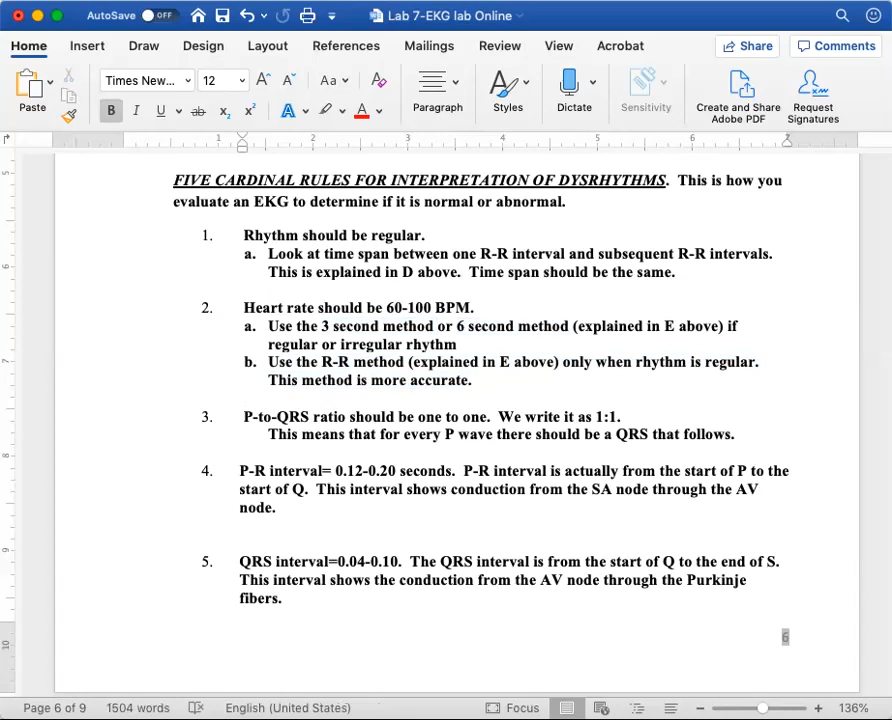 AutoSave OFF Lab 7-EKG lab Online
Home Insert Draw Design Layout References Mailings Review View Acrobat Share Comments
Times New... 12 Aa A
Paste B I U ab x2 x2 A A Paragraph Styles Dictate Sensitivity Create and Share Adobe PDF Request Signatures
1 2 3 4 5 6 7
FIVE CARDINAL RULES FOR INTERPRETATION OF DYSRHYTHMS. This is how you
evaluate an EKG to determine if it is normal or abnormal.
1. Rhythm should be regular.
a. Look at time span between one R-R interval and subsequent R-R intervals.
This is explained in D above. Time span should be the same.
2. Heart rate should be 60-100 BPM.
a. Use the 3 second method or 6 second method (explained in E above) if
regular or irregular rhythm
b. Use the R-R method (explained in E above) only when rhythm is regular.
This method is more accurate.
3. P-to-QRS ratio should be one to one. We write it as 1:1.
This means that for every P wave there should be a QRS that follows.
4. P-R interval= 0.12-0.20 seconds. P-R interval is actually from the start of P to the
start of Q. This interval shows conduction from the SA node through the AV
node.
5. QRS interval=0.04-0.10. The QRS interval is from the start of Q to the end of S.
This interval shows the conduction from the AV node through the Purkinje
fibers.
6
Page 6 of 9 1504 words English (United States) Focus 136%